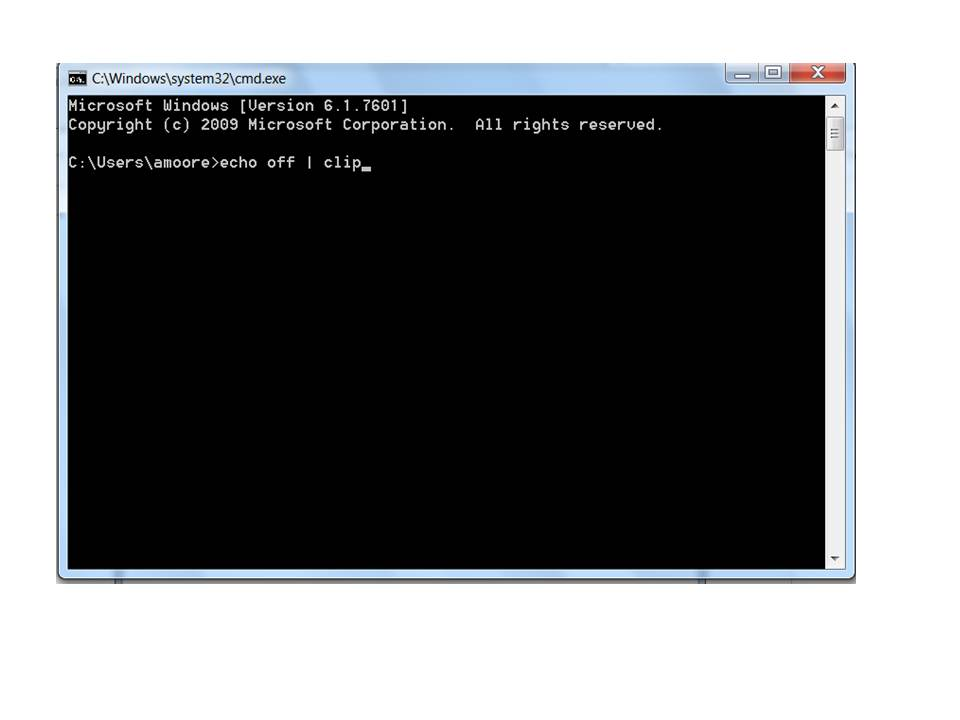 C:\Windows\system32\cmd.exe
Microsoft Windows [Version 6.1.7601]
Copyright (c) 2009 Microsoft Corporation.  All rights reserved.
C:\Users\amoore>echo off | clip